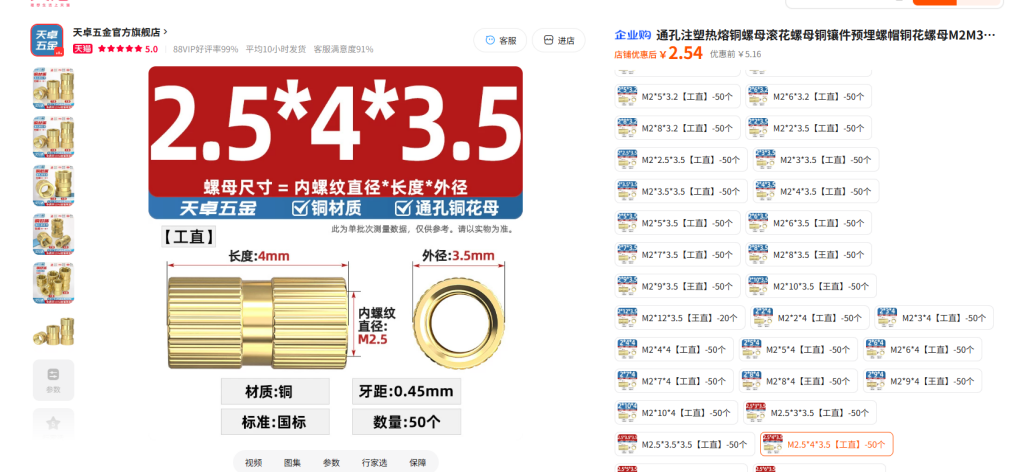 天卓五金官方旗舰店
天猫 5.0 88VIP好评率99% 平均10小时发货 客服满意度91%
客服
进店
天卓五金
2.5*4*3.5
螺母尺寸 = 内螺纹直径*长度*外径
天卓五金 铜材质 通孔铜花母
此为单批次测量数据，仅供参考。请以实物为准。
【工直】
长度:4mm
外径:3.5mm
内螺纹
直径:
M2.5
材质:铜
牙距:0.45mm
标准:国标
数量:50个
参数
视频 图集 参数 行家选 保障
企业购 通孔注塑热熔铜螺母滚花螺母铜镶件预埋螺帽铜花螺母M2M3⋯
店铺优惠后 ￥2.54 优惠前￥5.16
M2*5*3.2【工直】-50个
M2*6*3.2【工直】-50个
M2*8*3.2【工直】-50个
M2*2*3.5【工直】-50个
M2*2.5*3.5【工直】-50个
M2*3*3.5【工直】-50个
M2*3.5*3.5【工直】-50个
M2*4*3.5【工直】-50个
M2*5*3.5【工直】-50个
M2*6*3.5【工直】-50个
M2*7*3.5【工直】-50个
M2*8*3.5【工直】-50个
M2*9*3.5【工直】-50个
M2*10*3.5【工直】-50个
M2*12*3.5【王直】-20个
M2*2*4【工直】-50个
M2*3*4【工直】-50个
M2*4*4【工直】-50个
M2*5*4【工直】-50个
M2*6*4【工直】-50个
M2*7*4【工直】-50个
M2*8*4【王直】-50个
M2*9*4【王直】-50个
M2*10*4【工直】-50个
M2.5*3*3.5【工直】-50个
M2.5*3.5*3.5【工直】-50个
M2.5*4*3.5【工直】-50个